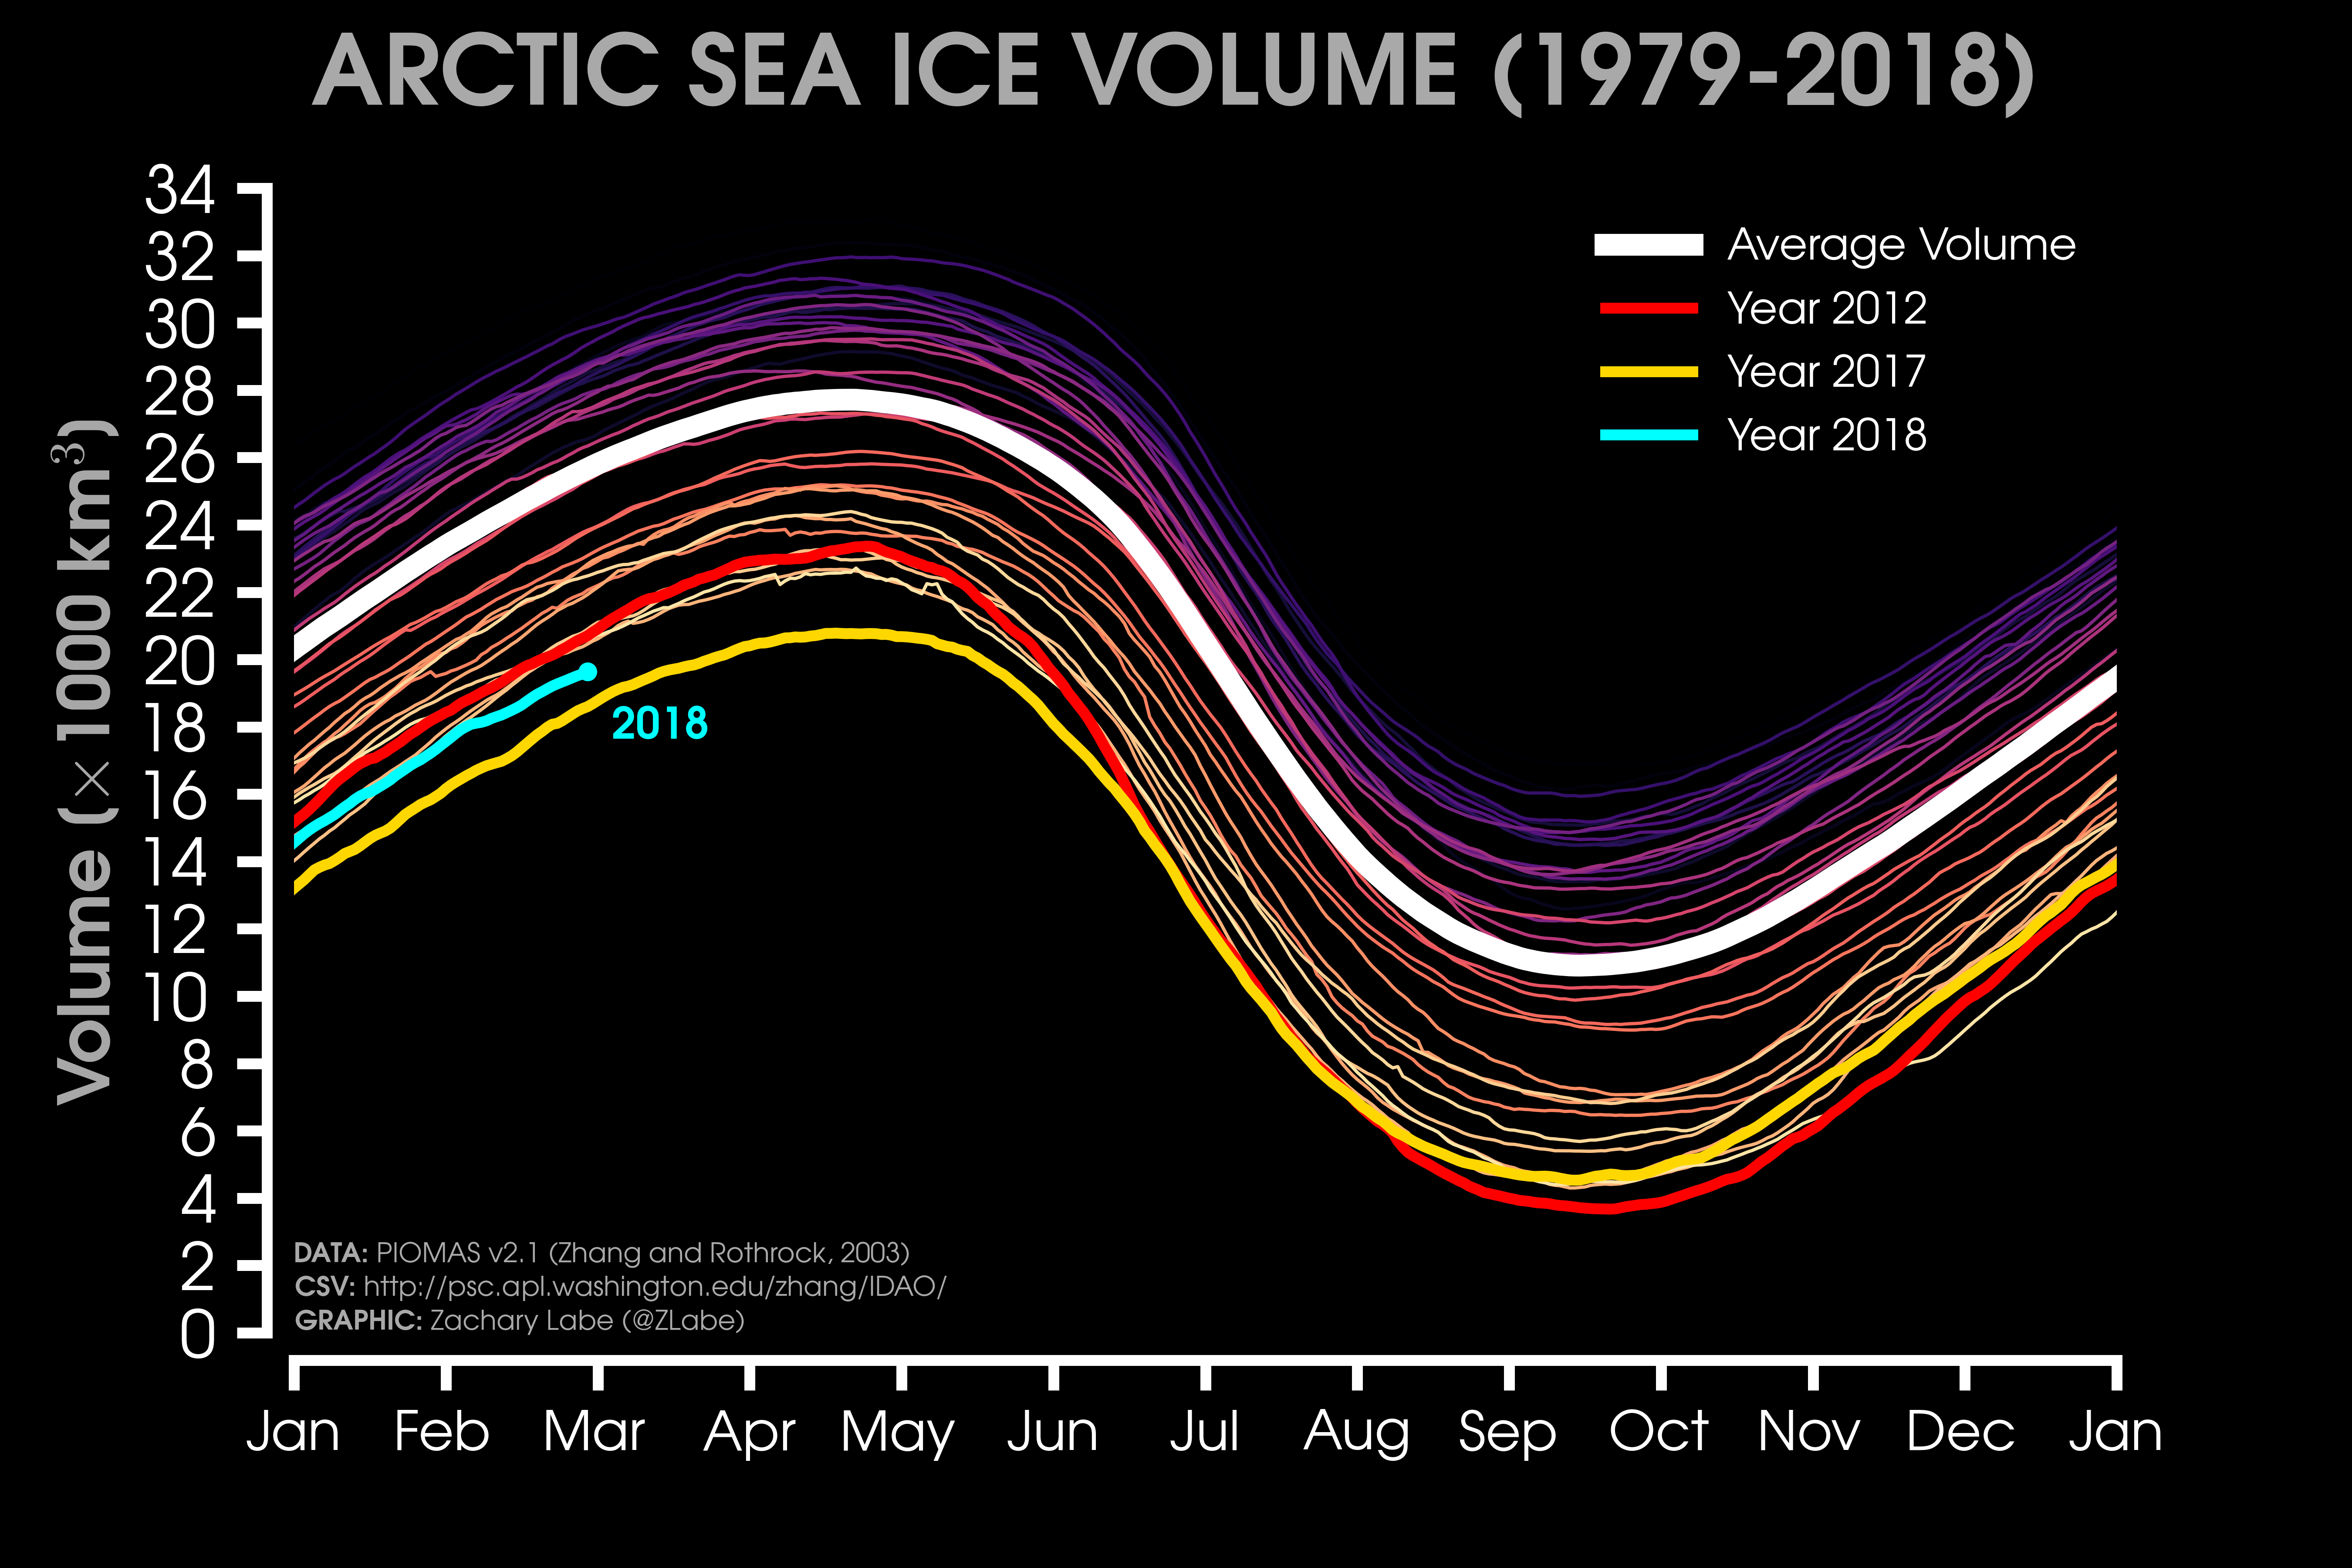 ARCTIC SEA ICE VOLUME (1979-2018)
34
32
30
28
26
24
22
20
18
16
14
12
10
8
6
4
2
0
Volume (×1000 km³)
Average Volume
Year 2012
Year 2017
Year 2018
2018
DATA: PIOMAS v2.1 (Zhang and Rothrock, 2003)
CSV: http://psc.apl.washington.edu/zhang/IDAO/
GRAPHIC: Zachary Labe (@ZLabe)
Jan Feb Mar Apr May Jun Jul Aug Sep Oct Nov Dec Jan